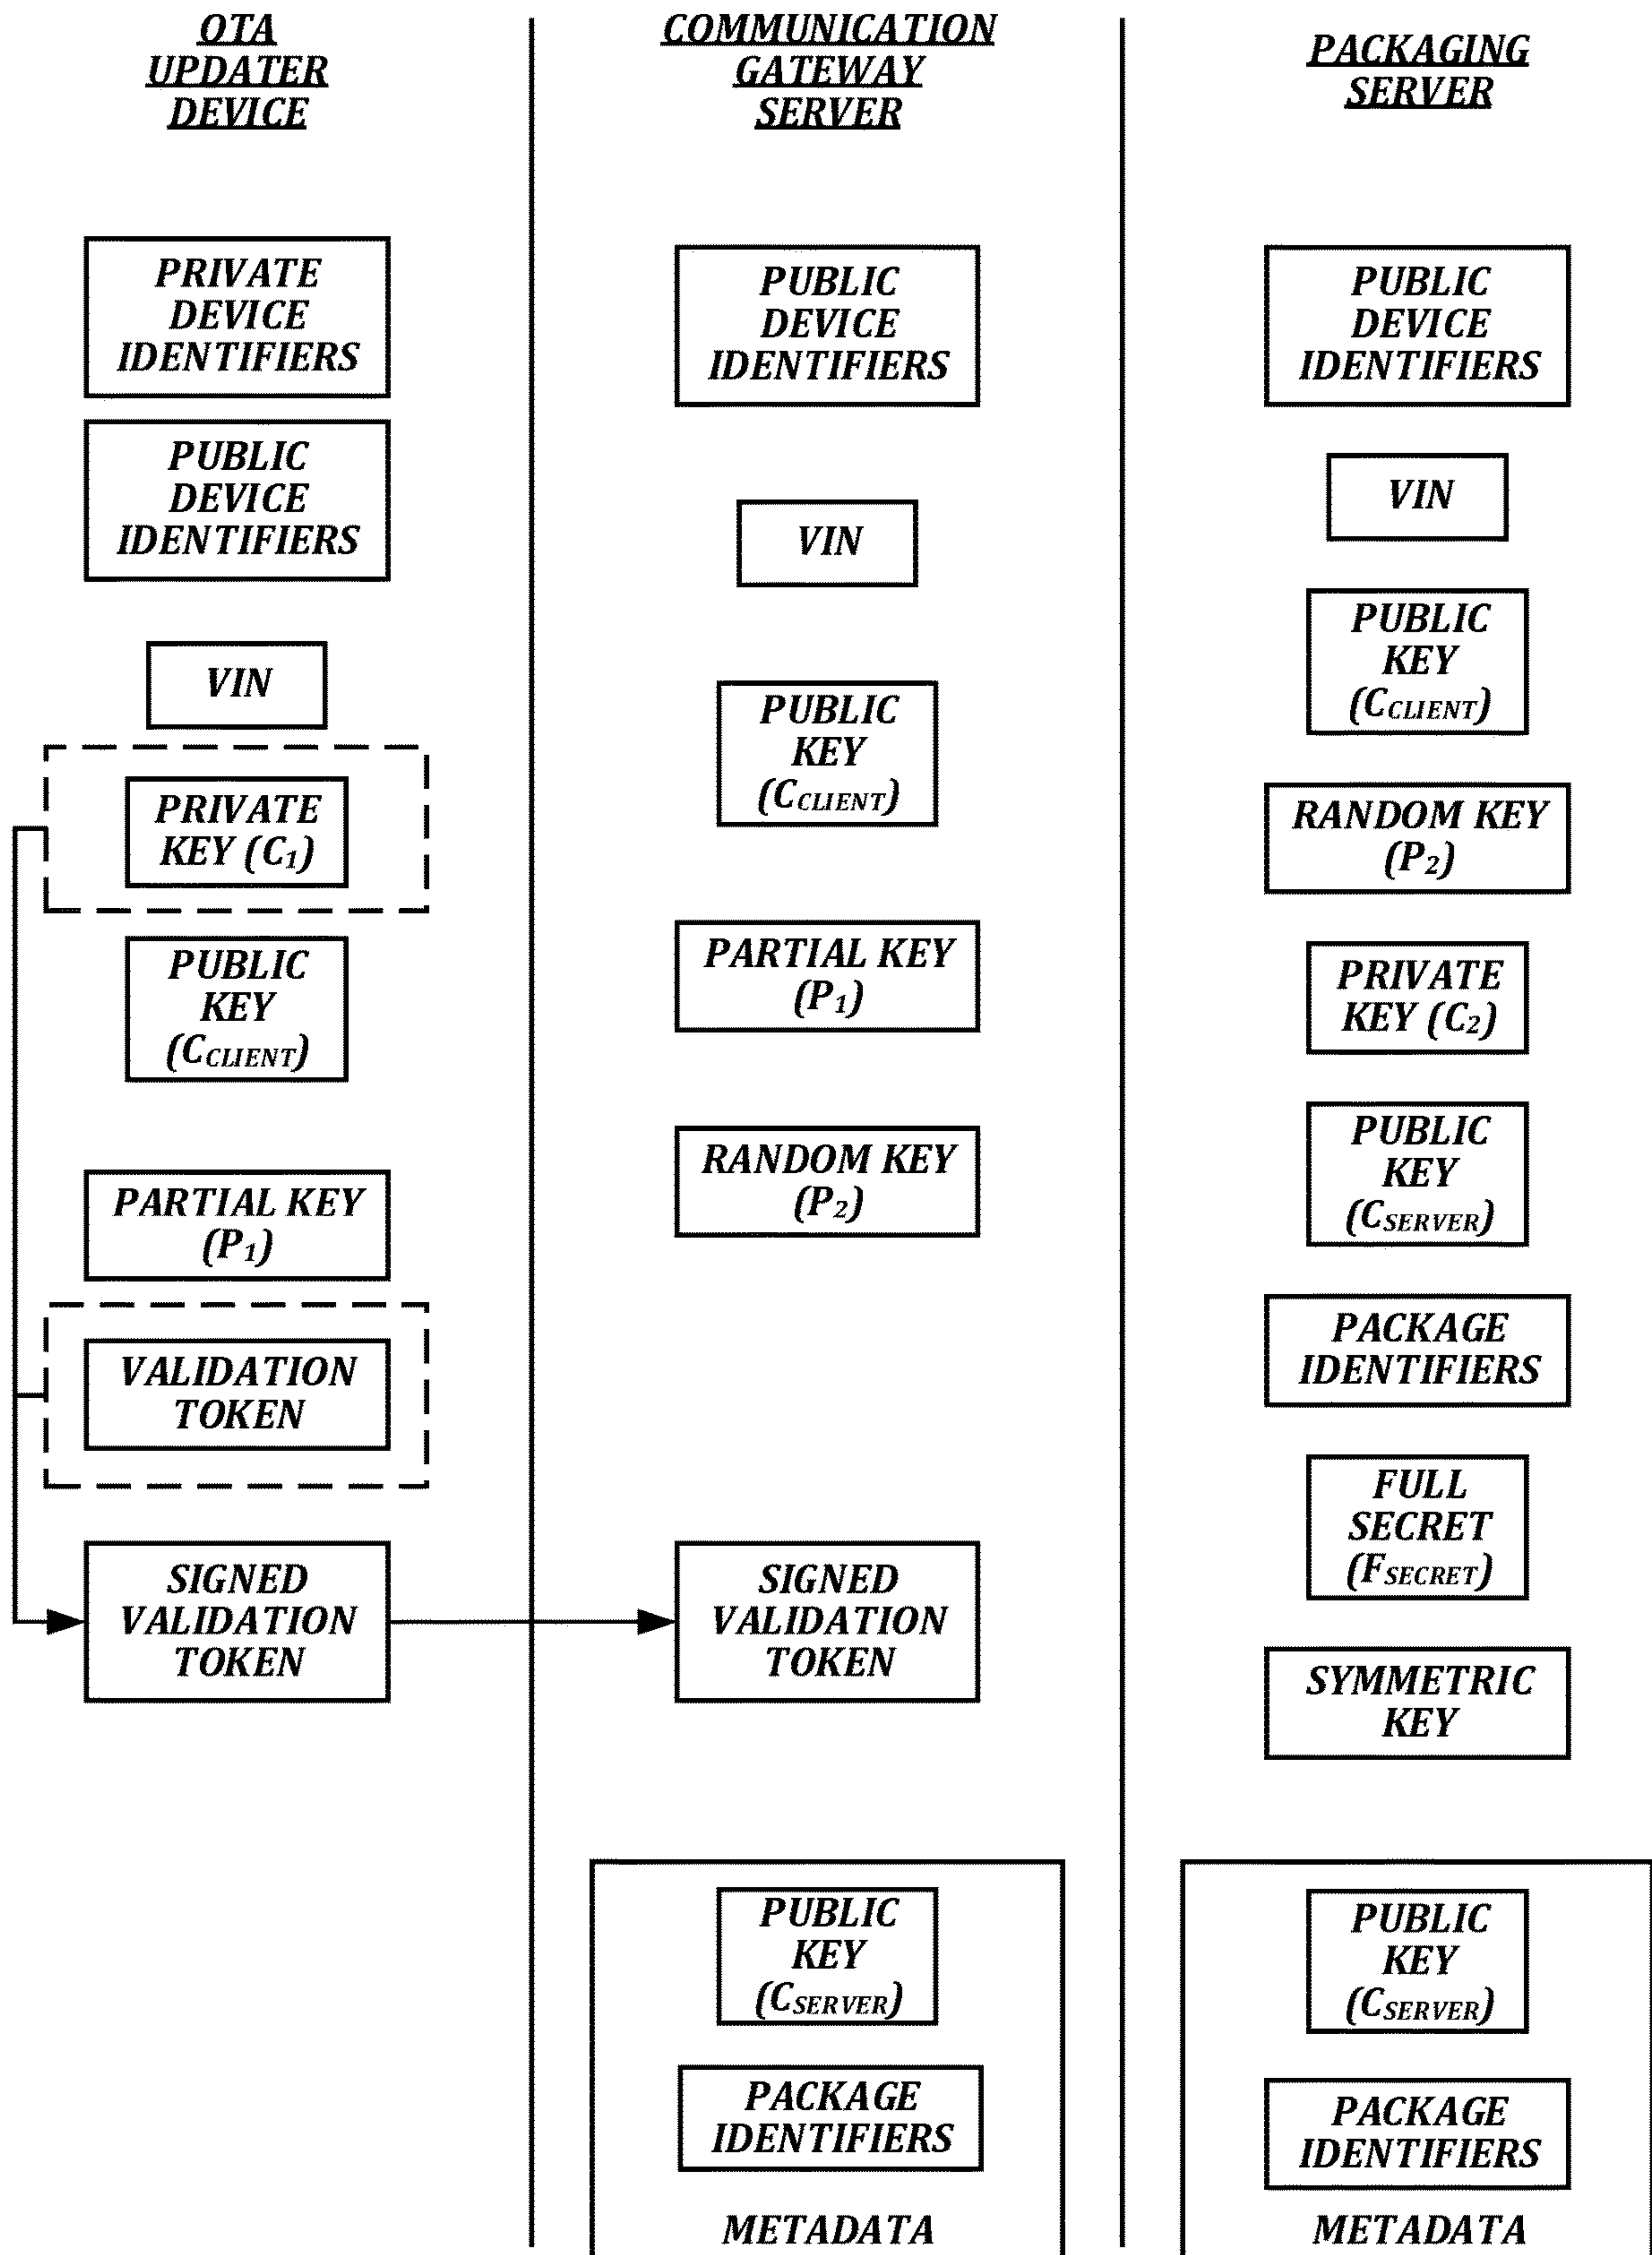 OTA
UPDATER
DEVICE
PRIVATE
DEVICE
IDENTIFIERS
PUBLIC
DEVICE
IDENTIFIERS
VIN
PRIVATE
KEY (C1)
PUBLIC
KEY
(CCLIENT)
PARTIAL KEY
(P1)
VALIDATION
TOKEN
SIGNED
VALIDATION
TOKEN
COMMUNICATION
GATEWAY
SERVER
PUBLIC
DEVICE
IDENTIFIERS
VIN
PUBLIC
KEY
(CCLIENT)
PARTIAL KEY
(P1)
RANDOM KEY
(P2)
SIGNED
VALIDATION
TOKEN
PUBLIC
KEY
(CSERVER)
PACKAGE
IDENTIFIERS
METADATA
PACKAGING
SERVER
PUBLIC
DEVICE
IDENTIFIERS
VIN
PUBLIC
KEY
(CCLIENT)
RANDOM KEY
(P2)
PRIVATE
KEY (C2)
PUBLIC
KEY
(CSERVER)
PACKAGE
IDENTIFIERS
FULL
SECRET
(FSECRET)
SYMMETRIC
KEY
PUBLIC
KEY
(CSERVER)
PACKAGE
IDENTIFIERS
METADATA